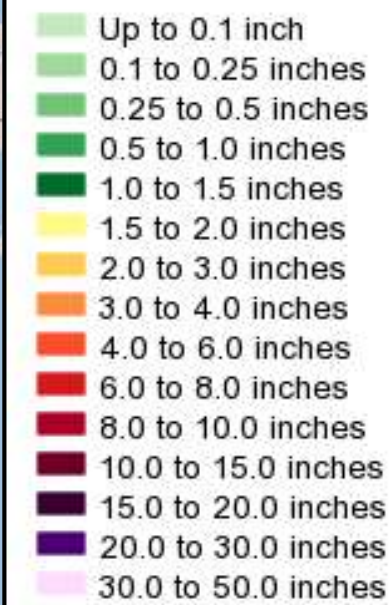 Up to 0.1 inch
0.1 to 0.25 inches
0.25 to 0.5 inches
0.5 to 1.0 inches
1.0 to 1.5 inches
1.5 to 2.0 inches
2.0 to 3.0 inches
3.0 to 4.0 inches
4.0 to 6.0 inches
6.0 to 8.0 inches
8.0 to 10.0 inches
10.0 to 15.0 inches
15.0 to 20.0 inches
20.0 to 30.0 inches
30.0 to 50.0 inches